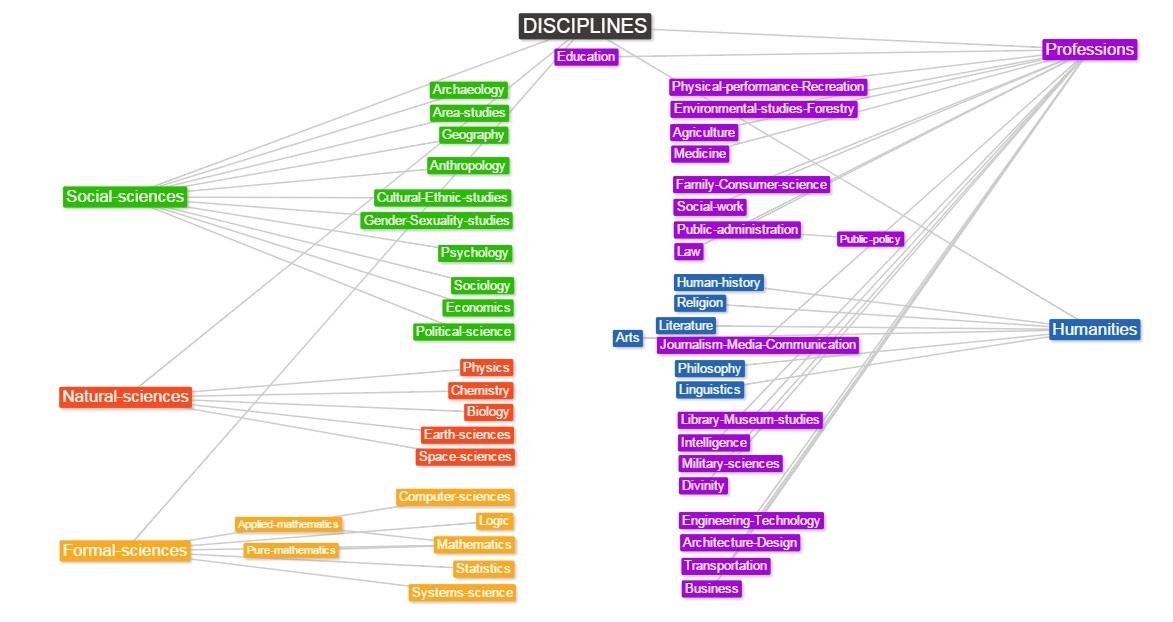 DISCIPLINES
Education
Professions
Archaeology
Area-studies
Geography
Anthropology
Social-sciences
Cultural-Ethnic-studies
Gender-Sexuality-studies
Psychology
Sociology
Economics
Political-science
Physics
Natural-sciences
Chemistry
Biology
Earth-sciences
Space-sciences
Computer-sciences
Applied-mathematics
Logic
Formal-sciences
Pure-mathematics
Mathematics
Statistics
Systems-science
Physical-performance-Recreation
Environmental-studies-Forestry
Agriculture
Medicine
Family-Consumer-science
Social-work
Public-administration
Public-policy
Law
Human-history
Religion
Literature
Arts
Humanities
Journalism-Media-Communication
Philosophy
Linguistics
Library-Museum-studies
Intelligence
Military-sciences
Divinity
Engineering-Technology
Architecture-Design
Transportation
Business